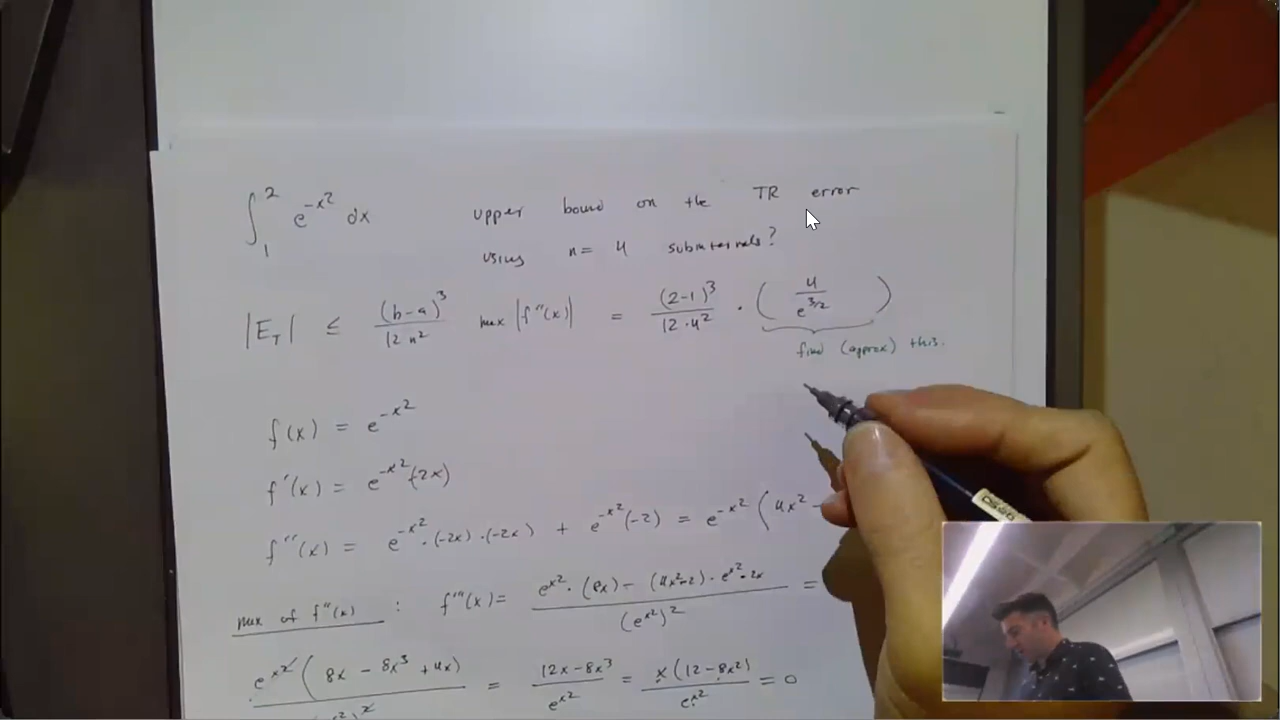 ∫₁² e^{-x²} dx upper bound on the TR error
using n = 4 subintervals?
|E_T| ≤ (b-a)³/(12 n²) max |f''(x)| = (2-1)³/(12·4²) · ( 4/e^{3/2} )
find (approx) this.
f(x) = e^{-x²}
f'(x) = e^{-x²}(-2x)
f''(x) = e^{-x²}·(-2x)·(-2x) + e^{-x²}(-2) = e^{-x²}(4x² -
max of f''(x) : f'''(x) = (e^{x²}·(8x) - (4x²-2)·e^{x²}·2x)/(e^{x²})² =
e^{x²}(8x - 8x³ + 4x) = (12x-8x³)/e^{x²} = x(12-8x²)/e^{x²} = 0